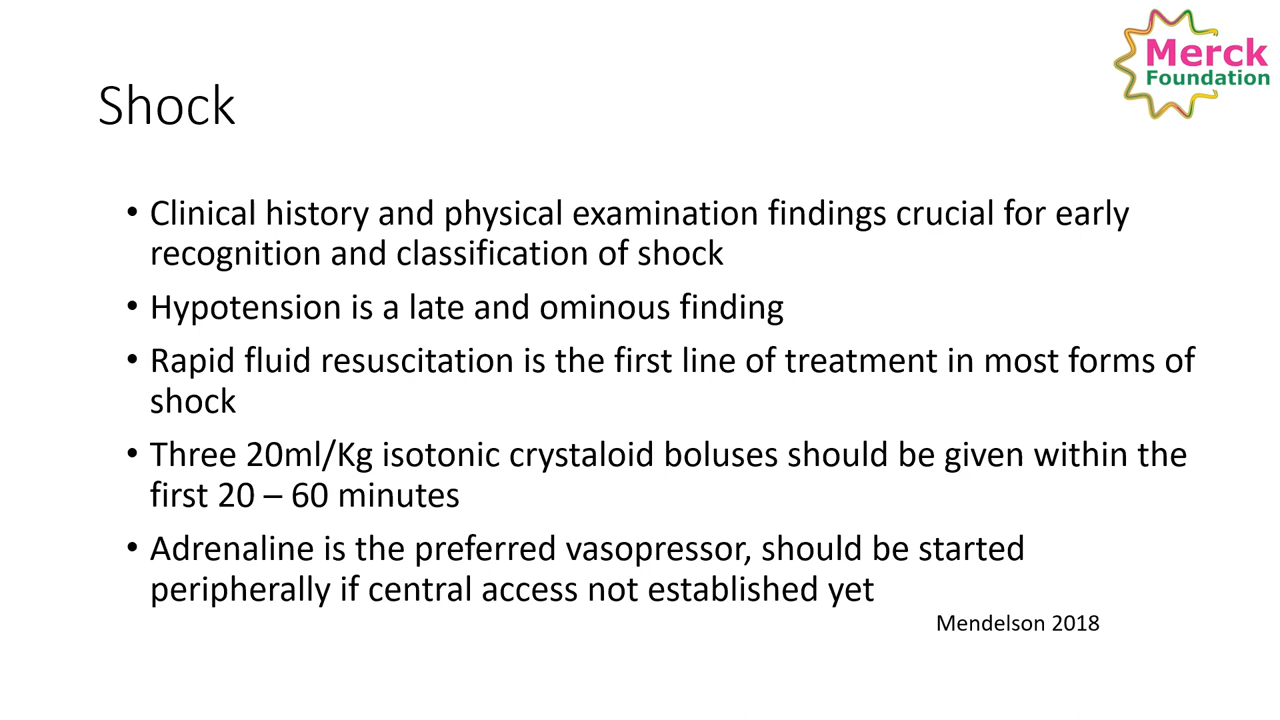 Merck
Foundation
Shock
• Clinical history and physical examination findings crucial for early
recognition and classification of shock
• Hypotension is a late and ominous finding
• Rapid fluid resuscitation is the first line of treatment in most forms of
shock
• Three 20ml/Kg isotonic crystaloid boluses should be given within the
first 20 – 60 minutes
• Adrenaline is the preferred vasopressor, should be started
peripherally if central access not established yet
Mendelson 2018